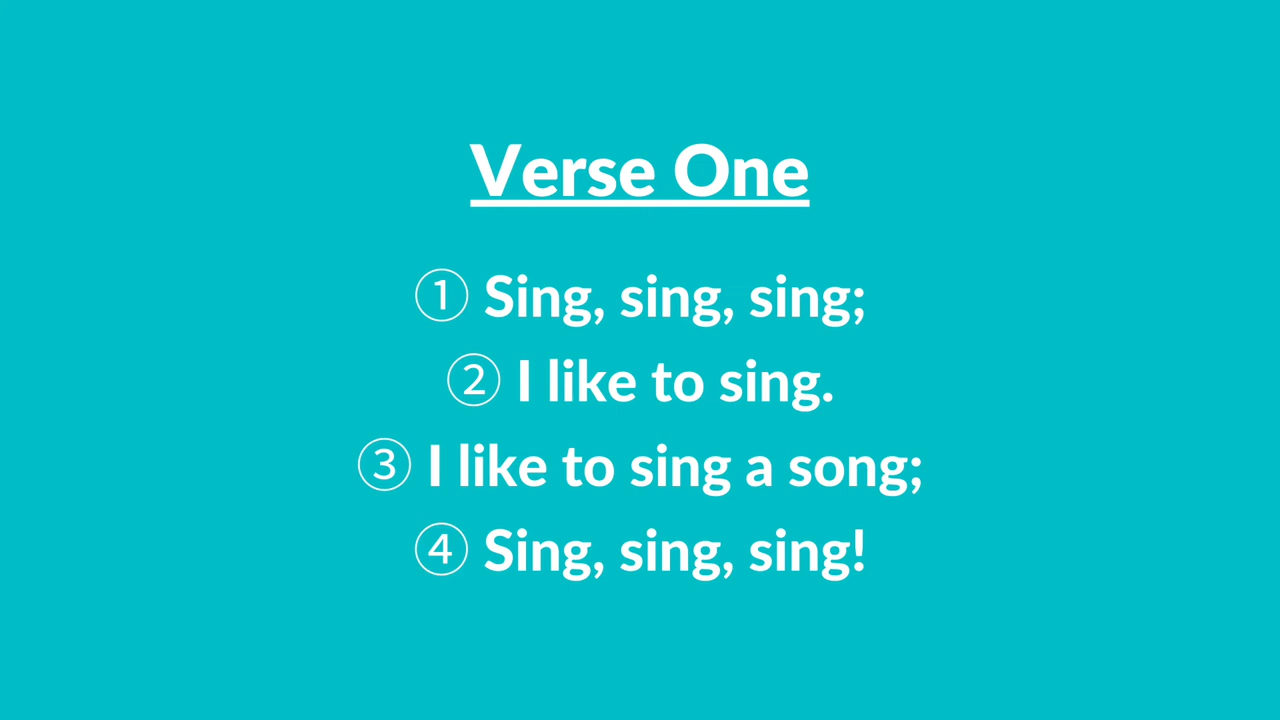 Verse One
① Sing, sing, sing;
② I like to sing.
③ I like to sing a song;
④ Sing, sing, sing!